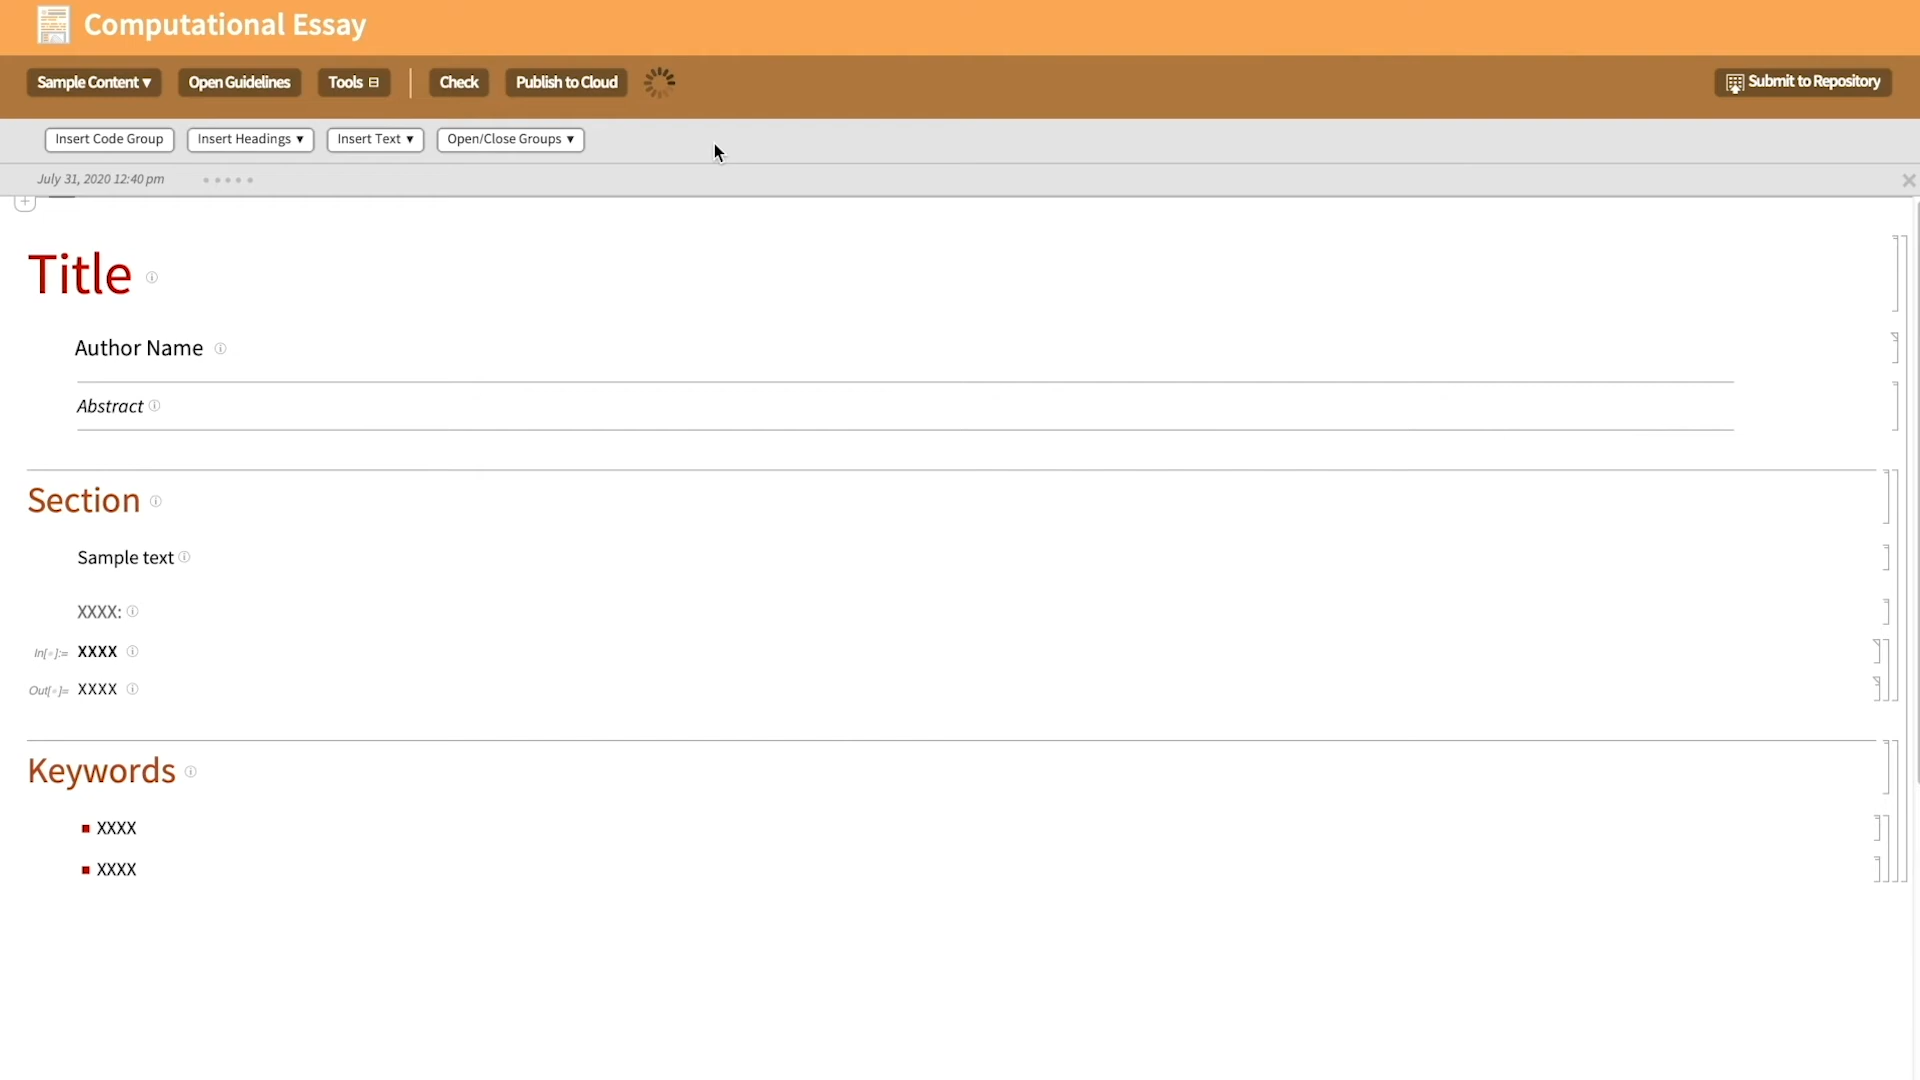 Computational Essay
Sample Content ▾ Open Guidelines Tools Check Publish to Cloud Submit to Repository
Insert Code Group Insert Headings ▾ Insert Text ▾ Open/Close Groups ▾
July 31, 2020 12:40 pm
Title
Author Name
Abstract
Section
Sample text
XXXX:
In[◦]:= XXXX
Out[◦]= XXXX
Keywords
XXXX
XXXX